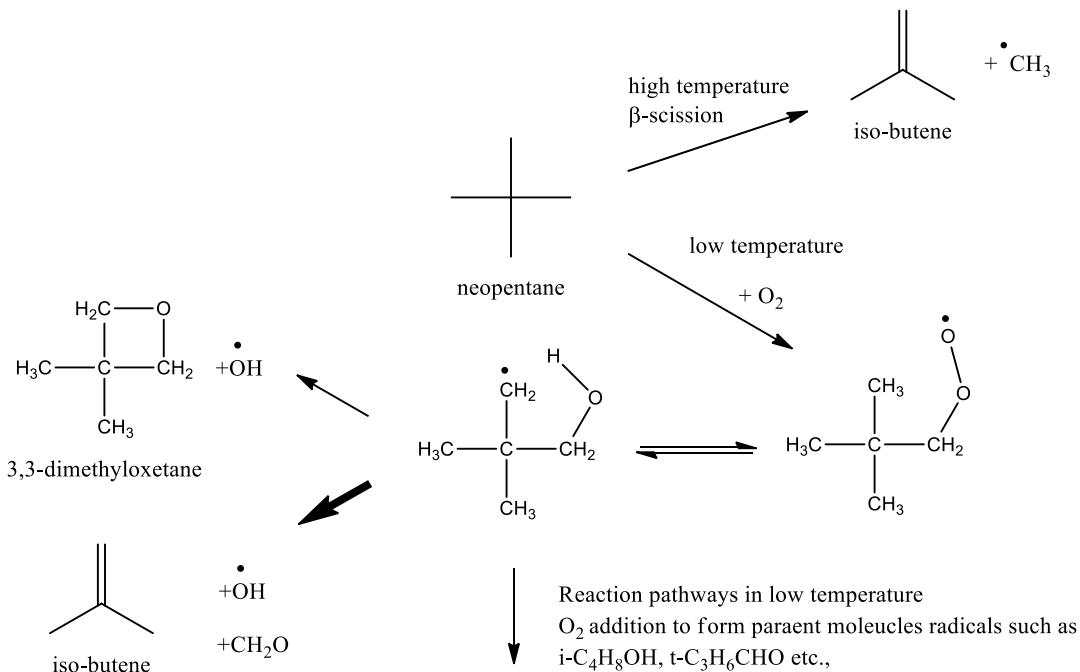 high temperature
β-scission
iso-butene
+ •CH3
neopentane
low temperature
+ O2
H2C
O
H3C
C
CH2
CH3
+•OH
3,3-dimethyloxetane
•CH2
H
O
H3C
C
CH2
CH3
•O
O
CH3
H3C
C
CH2
CH3
iso-butene
+•OH
+CH2O
Reaction pathways in low temperature
O2 addition to form paraent moleucles radicals such as
i-C4H8OH, t-C3H6CHO etc.,